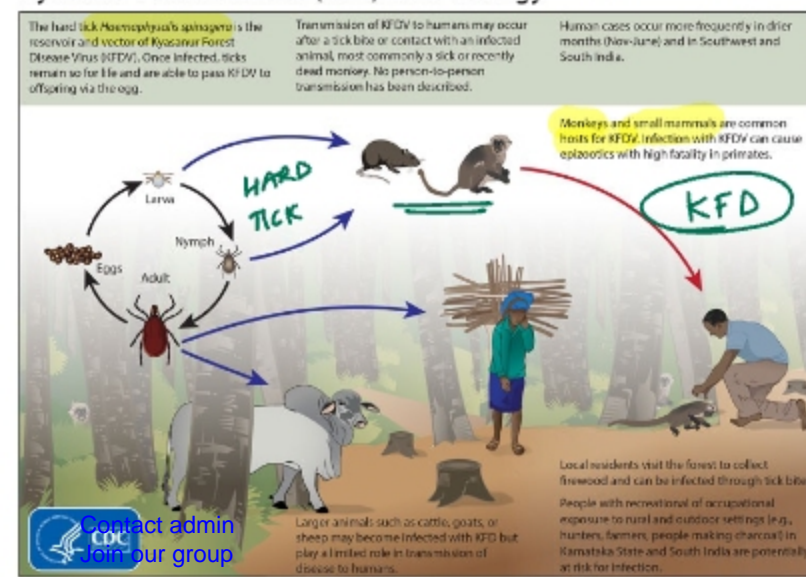 The hard tick Haemaphysalis spinagera is the
reservoir and vector of Kyasanur Forest
Disease Virus (KFDV). Once infected, ticks
remain so for life and are able to pass KFDV to
offspring via the egg.
Transmission of KFDV to humans may occur
after a tick bite or contact with an infected
animal, most commonly a sick or recently
dead monkey. No person-to-person
transmission has been described.
Human cases occur more frequently in drier
months (Nov-June) and in Southwest and
South India.
Monkeys and small mammals are common
hosts for KFDV. Infection with KFDV can cause
epizootics with high fatality in primates.
HARD
TICK
KFD
Larva
Nymph
Eggs
Adult
Local residents visit the forest to collect
firewood and can be infected through tick bite
People with recreational of occupational
exposure to rural and outdoor settings (e.g.,
hunters, farmers, people making charcoal) in
Karnataka State and South India are potentially
at risk for infection.
Larger animals such as cattle, goats, or
sheep may become infected with KFD but
play a limited role in transmission of
disease to humans.
CDC
Contact admin
Join our group